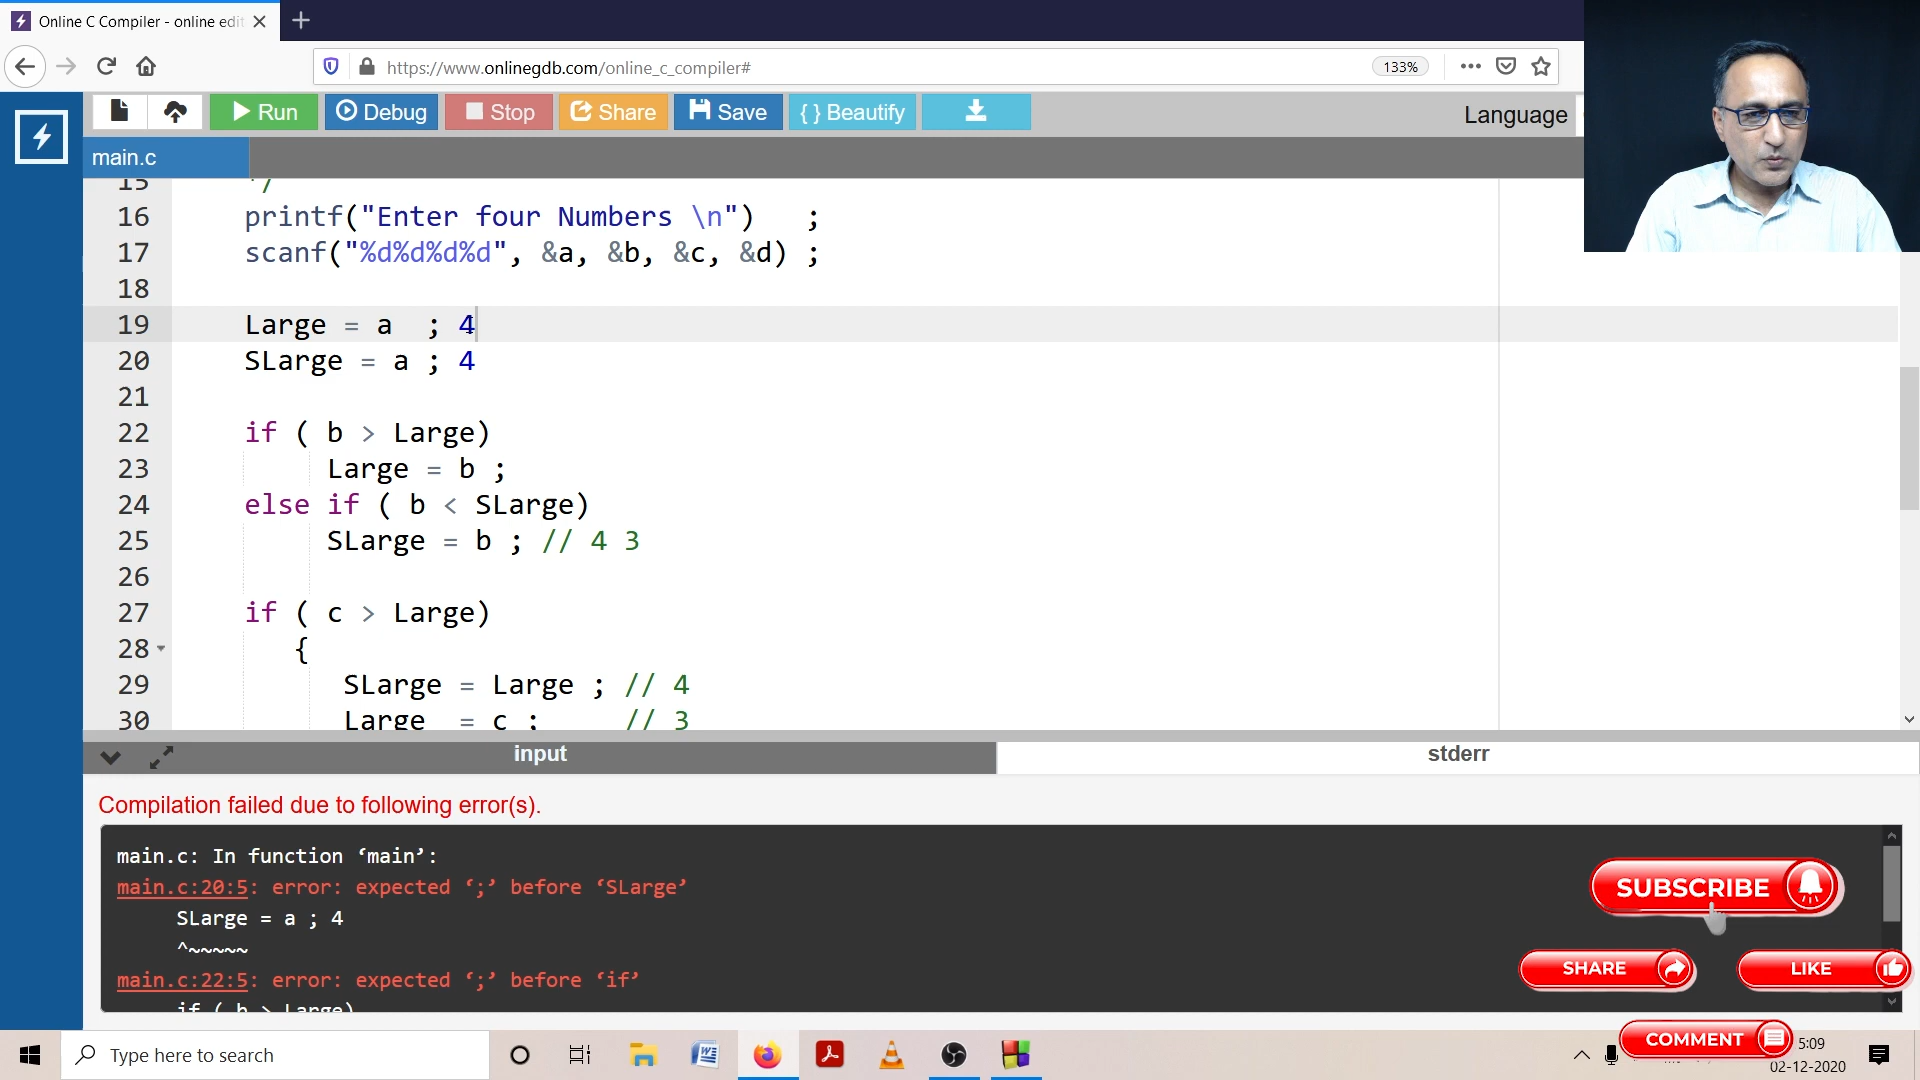 Online C Compiler - online edit
https://www.onlinegdb.com/online_c_compiler#
133%
Run
Debug
Stop
Share
Save
{ } Beautify
Language
main.c
15 */
16 printf("Enter four Numbers \n")   ;
17 scanf("%d%d%d%d", &a, &b, &c, &d) ;
18
19 Large = a  ; 4
20 SLarge = a ; 4
21
22 if ( b > Large)
23 Large = b ;
24 else if ( b < SLarge)
25 SLarge = b ; // 4 3
26
27 if ( c > Large)
28 {
29 SLarge = Large ; // 4
30 Large  = c ;     // 3
input
stderr
Compilation failed due to following error(s).
main.c: In function ‘main’:
main.c:20:5: error: expected ‘;’ before ‘SLarge’
SLarge = a ; 4
^~~~~~
main.c:22:5: error: expected ‘;’ before ‘if’
if ( b > Large)
SUBSCRIBE
SHARE
LIKE
COMMENT
Type here to search
5:09
02-12-2020